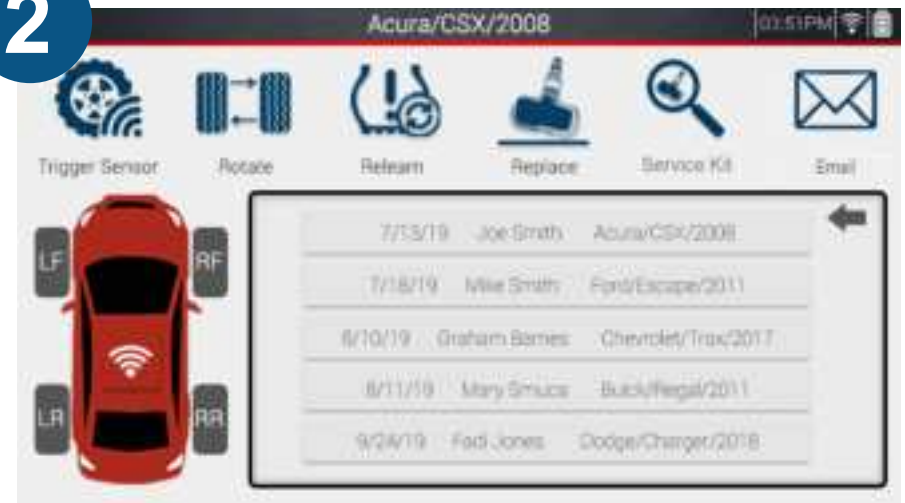 2
Acura/CSX/2008 03:51PM
Trigger Sensor Rotate Relearn Replace Service Kit Email
LF RF
LR RR
7/13/19 Joe Smith Acura/CSX/2008
7/18/19 Mike Smith Ford/Escape/2011
8/10/19 Graham Barnes Chevrolet/Trax/2017
8/11/19 Mary Buick/Regal/2011
9/24/19 Fadi Jones Dodge/Charger/2018